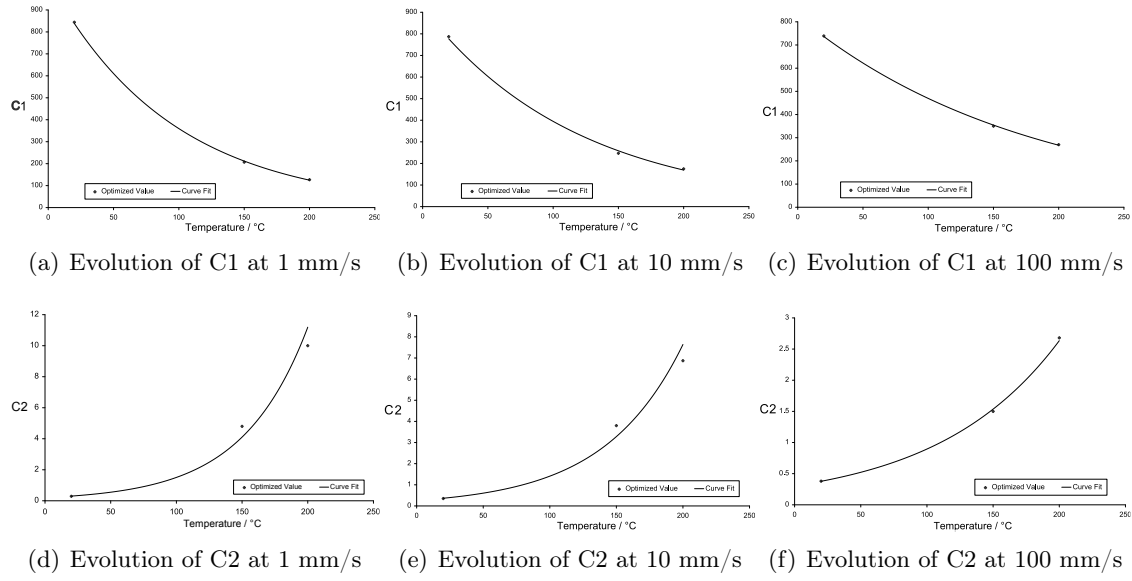 900
800
700
600
500
400
300
200
100
0
C1
0 50 100 150 200 250
Temperature / °C
Optimized Value Curve Fit
(a) Evolution of C1 at 1 mm/s
900
800
700
600
500
400
300
200
100
0
C1
0 50 100 150 200 250
Temperature / °C
Optimized Value Curve Fit
(b) Evolution of C1 at 10 mm/s
800
700
600
500
400
300
200
100
0
C1
0 50 100 150 200 250
Temperature / °C
Optimized Value Curve Fit
(c) Evolution of C1 at 100 mm/s
12
10
8
6
4
2
0
C2
0 50 100 150 200 250
Temperature / °C
Optimized Value Curve Fit
(d) Evolution of C2 at 1 mm/s
9
8
7
6
5
4
3
2
1
0
C2
0 50 100 150 200 250
Temperature / °C
Optimized Value Curve Fit
(e) Evolution of C2 at 10 mm/s
3
2.5
2
1.5
1
0.5
0
C2
0 50 100 150 200 250
Temperature / °C
Optimized Value Curve Fit
(f) Evolution of C2 at 100 mm/s